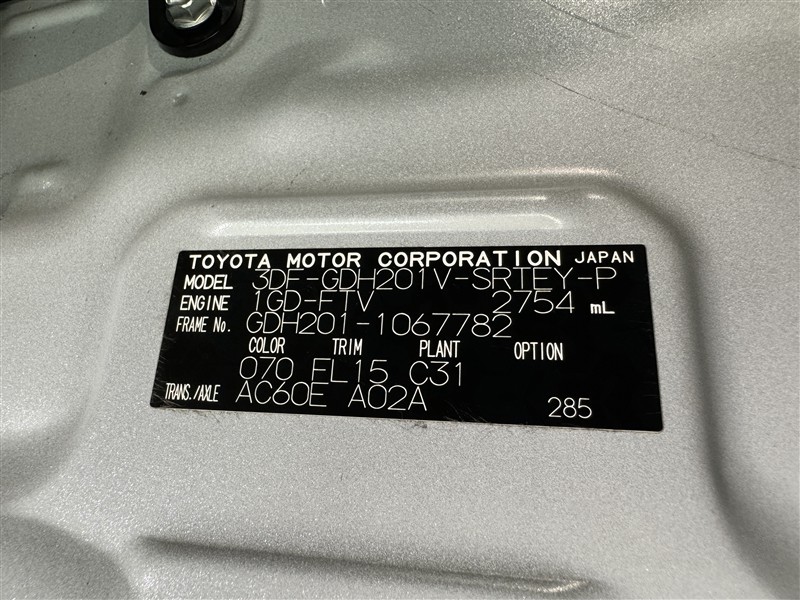 TOYOTA MOTOR CORPORATION JAPAN
MODEL 3DF-GDH201V-SRTEY-P
ENGINE 1GD-FTV 2754 mL
FRAME No. GDH201-1067782
COLOR TRIM PLANT OPTION
070 FL15 C31
TRANS./AXLE AC60E A02A 285